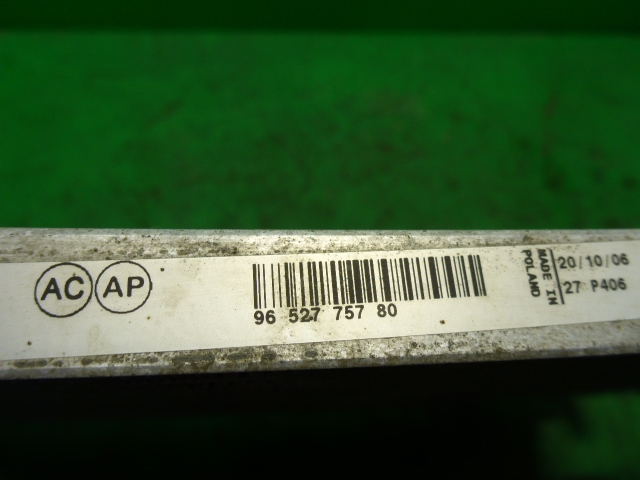 AC AP
96 527 757 80
MADE IN
POLAND
20/10/06
27 P406